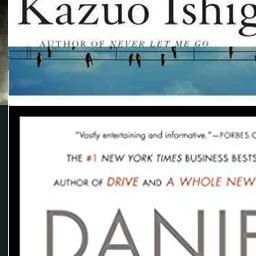 Kazuo Ishig
AUTHOR OF NEVER LET ME GO
"Vastly entertaining and informative."—FORBES.C
THE #1 NEW YORK TIMES BUSINESS BESTS
AUTHOR OF DRIVE AND A WHOLE NEW
DANIE